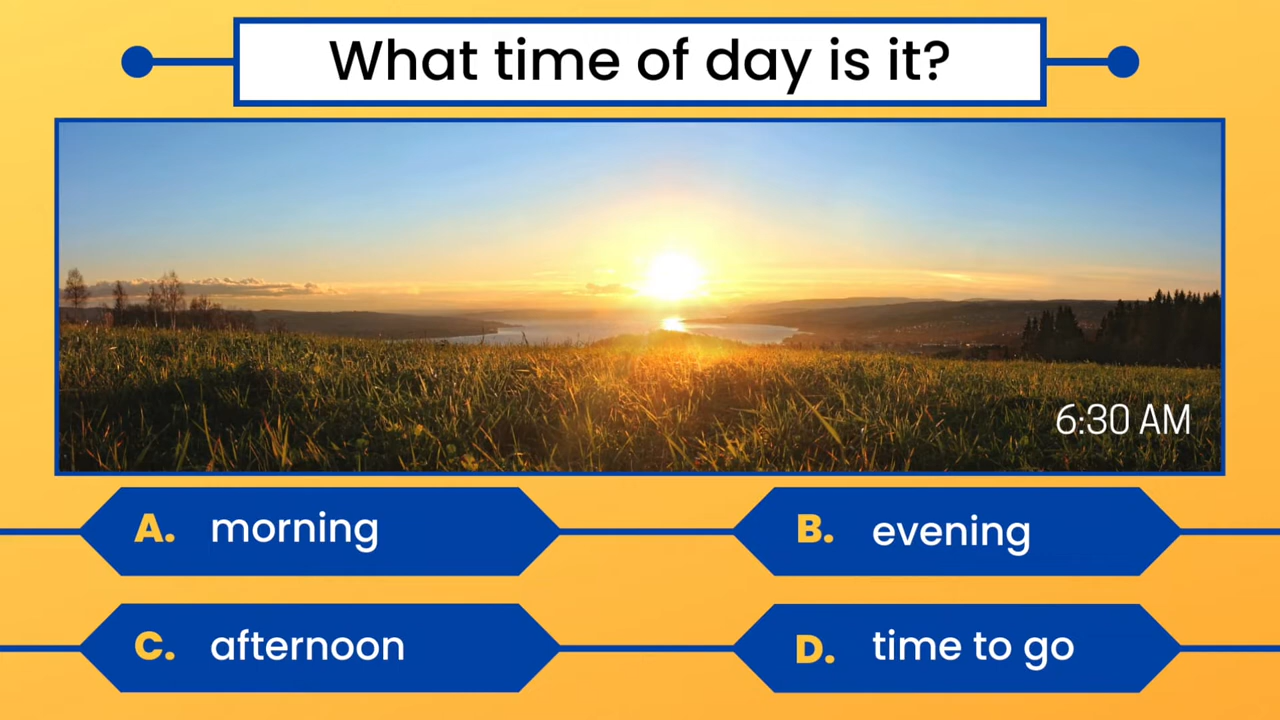 What time of day is it?
6:30 AM
A. morning
B. evening
C. afternoon
D. time to go